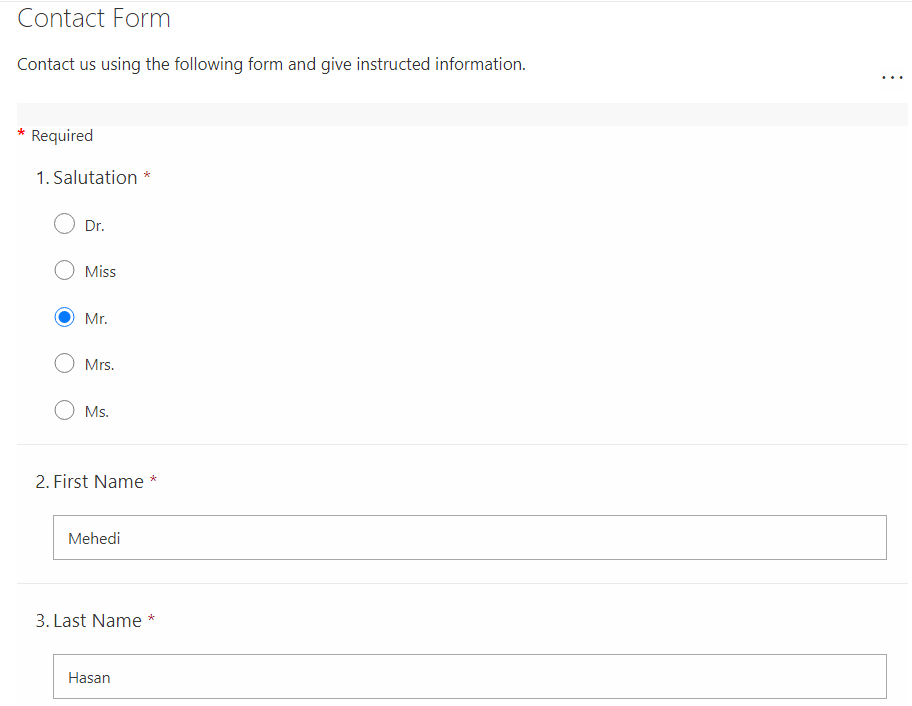 Contact Form
Contact us using the following form and give instructed information.
...
* Required
1. Salutation *
Dr.
Miss
Mr.
Mrs.
Ms.
2. First Name *
Mehedi
3. Last Name *
Hasan